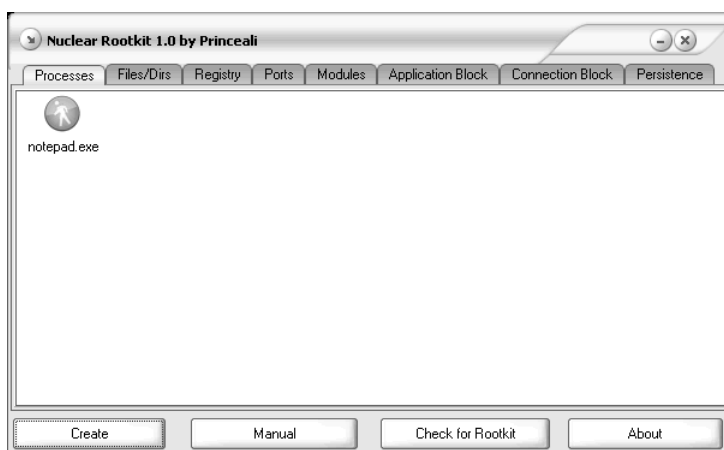 Nuclear Rootkit 1.0 by Princeali
Processes Files/Dirs Registry Ports Modules Application Block Connection Block Persistence
notepad.exe
Create Manual Check for Rootkit About